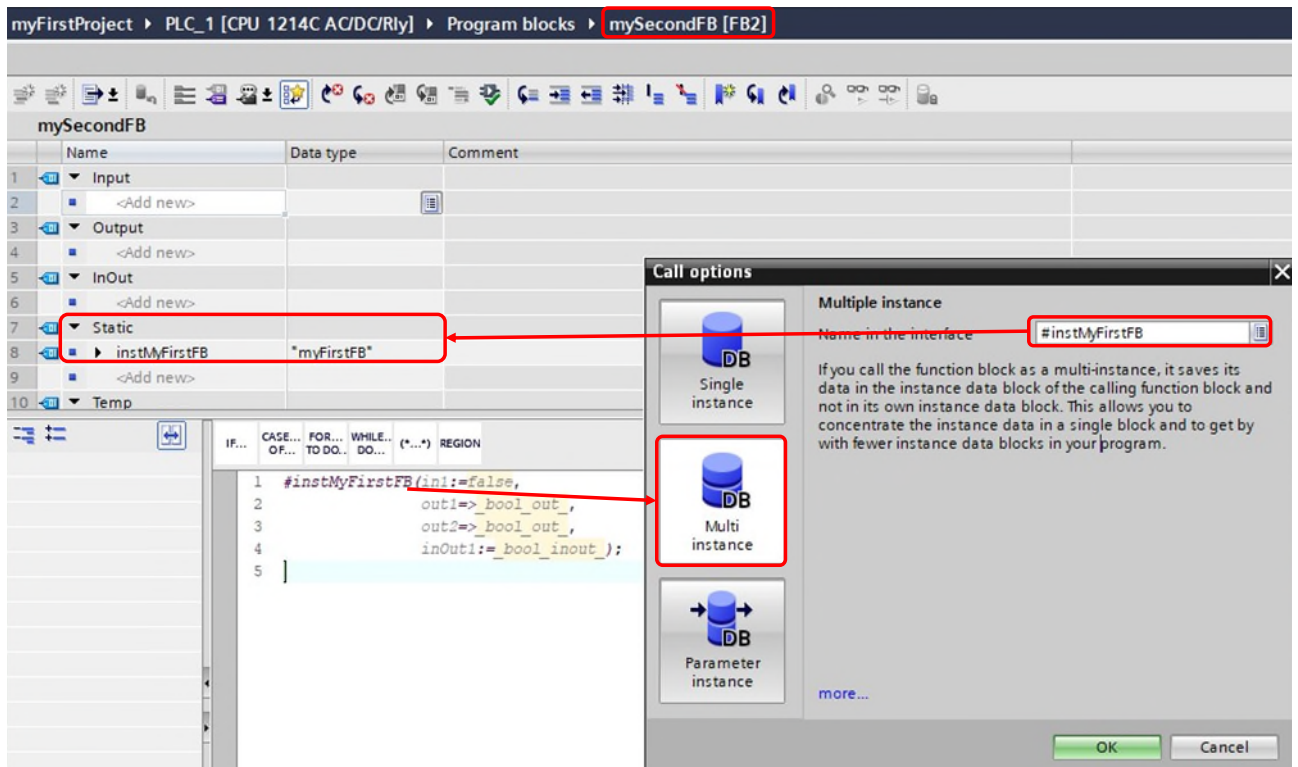 myFirstProject ▸ PLC_1 [CPU 1214C AC/DC/Rly] ▸ Program blocks ▸ mySecondFB [FB2]
mySecondFB
Name Data type Comment
1 Input
2 <Add new>
3 Output
4 <Add new>
5 InOut
6 <Add new>
7 Static
8 instMyFirstFB "myFirstFB"
9 <Add new>
10 Temp
IF... CASE... OF... FOR... TO DO.. WHILE.. DO... (*...*) REGION
1 #instMyFirstFB(in1:=false,
2 out1=>_bool_out_,
3 out2=>_bool_out_,
4 inOut1:=_bool_inout_);
5
Call options
DB
Single
instance
DB
Multi
instance
DB
Parameter
instance
Multiple instance
Name in the interface #instMyFirstFB
If you call the function block as a multi-instance, it saves its
data in the instance data block of the calling function block and
not in its own instance data block. This allows you to
concentrate the instance data in a single block and to get by
with fewer instance data blocks in your program.
more...
OK Cancel